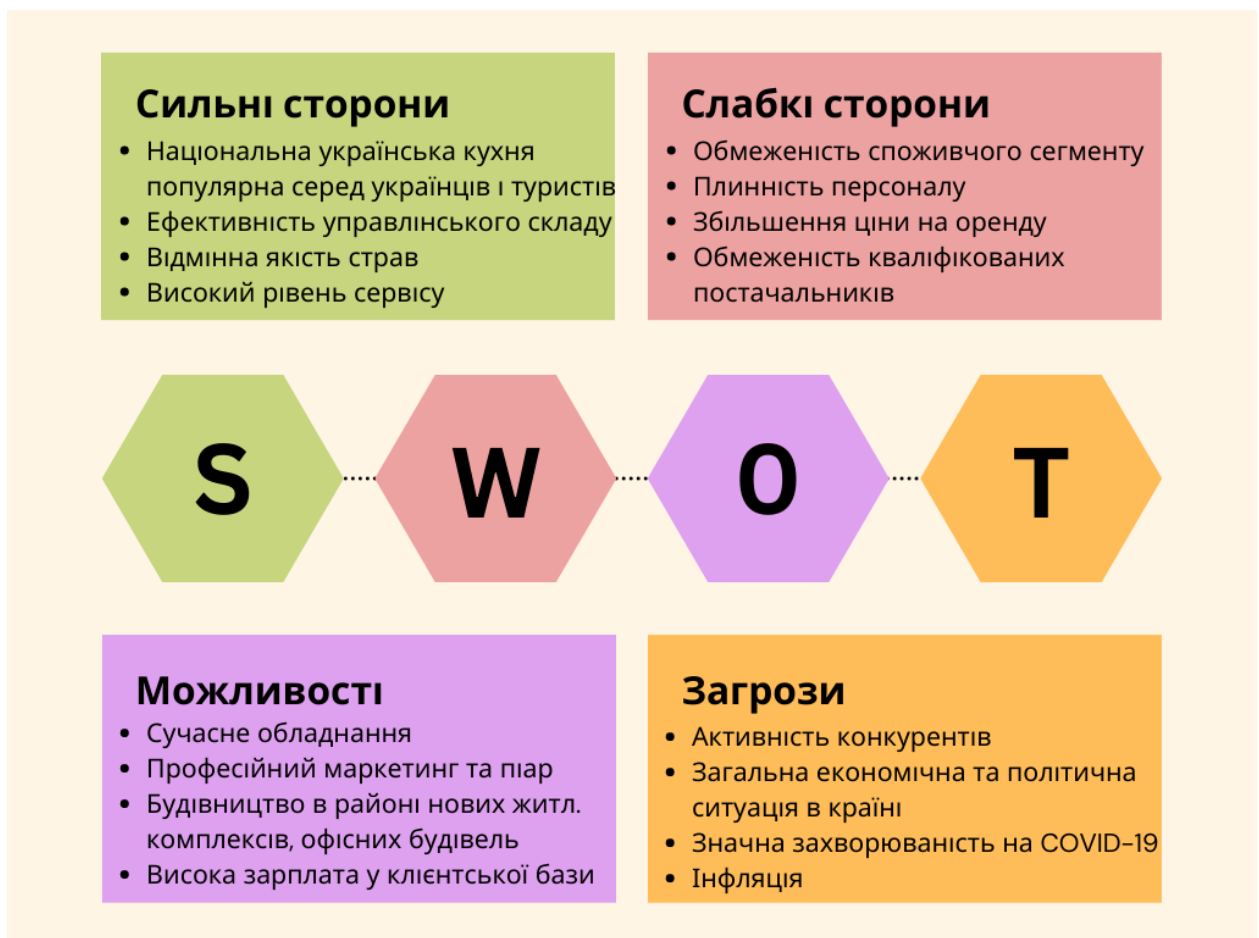 Сильні сторони
• Національна українська кухня
популярна серед українців і туристів
• Ефективність управлінського складу
• Відмінна якість страв
• Високий рівень сервісу
Слабкі сторони
• Обмеженість споживчого сегменту
• Плинність персоналу
• Збільшення ціни на оренду
• Обмеженість кваліфікованих
постачальників
S
W
O
T
Можливості
• Сучасне обладнання
• Професійний маркетинг та піар
• Будівництво в районі нових житл.
комплексів, офісних будівель
• Висока зарплата у клієнтської бази
Загрози
• Активність конкурентів
• Загальна економічна та політична
ситуація в країні
• Значна захворюваність на COVID-19
• Інфляція